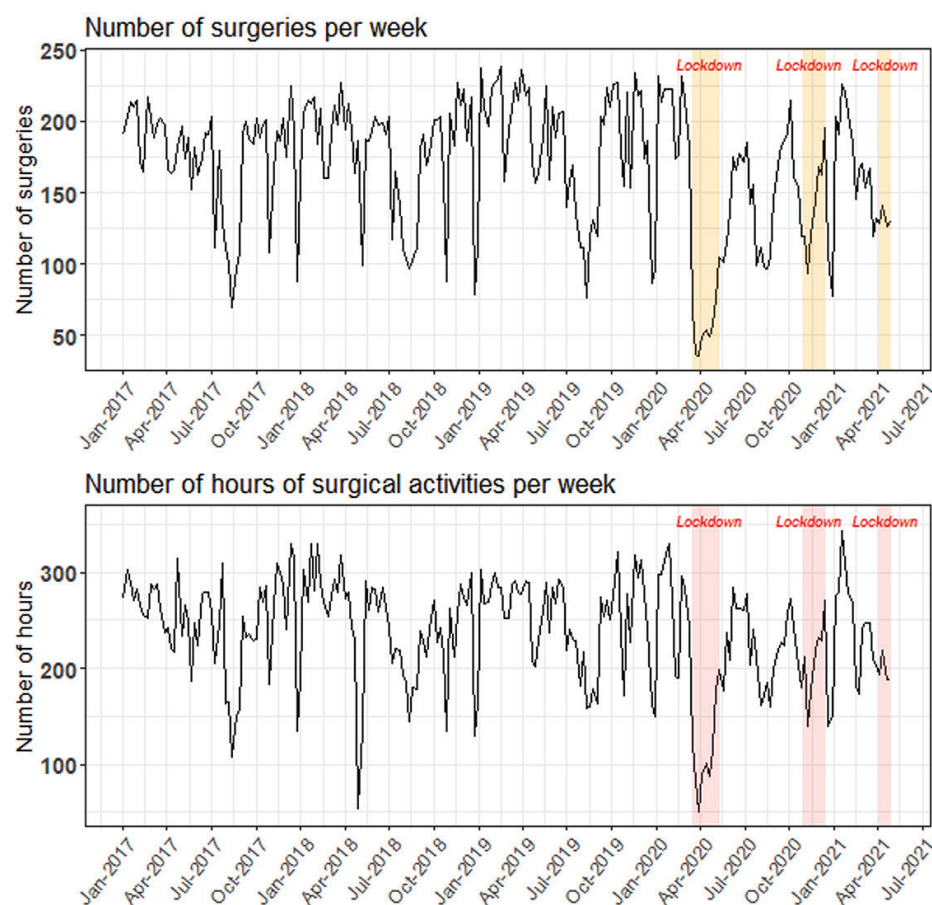 Number of surgeries per week
Number of surgeries
250
200
150
100
50
Lockdown
Lockdown
Lockdown
Jan-2017
Apr-2017
Jul-2017
Oct-2017
Jan-2018
Apr-2018
Jul-2018
Oct-2018
Jan-2019
Apr-2019
Jul-2019
Oct-2019
Jan-2020
Apr-2020
Jul-2020
Oct-2020
Jan-2021
Apr-2021
Jul-2021
Number of hours of surgical activities per week
Number of hours
300
200
100
Lockdown
Lockdown
Lockdown
Jan-2017
Apr-2017
Jul-2017
Oct-2017
Jan-2018
Apr-2018
Jul-2018
Oct-2018
Jan-2019
Apr-2019
Jul-2019
Oct-2019
Jan-2020
Apr-2020
Jul-2020
Oct-2020
Jan-2021
Apr-2021
Jul-2021